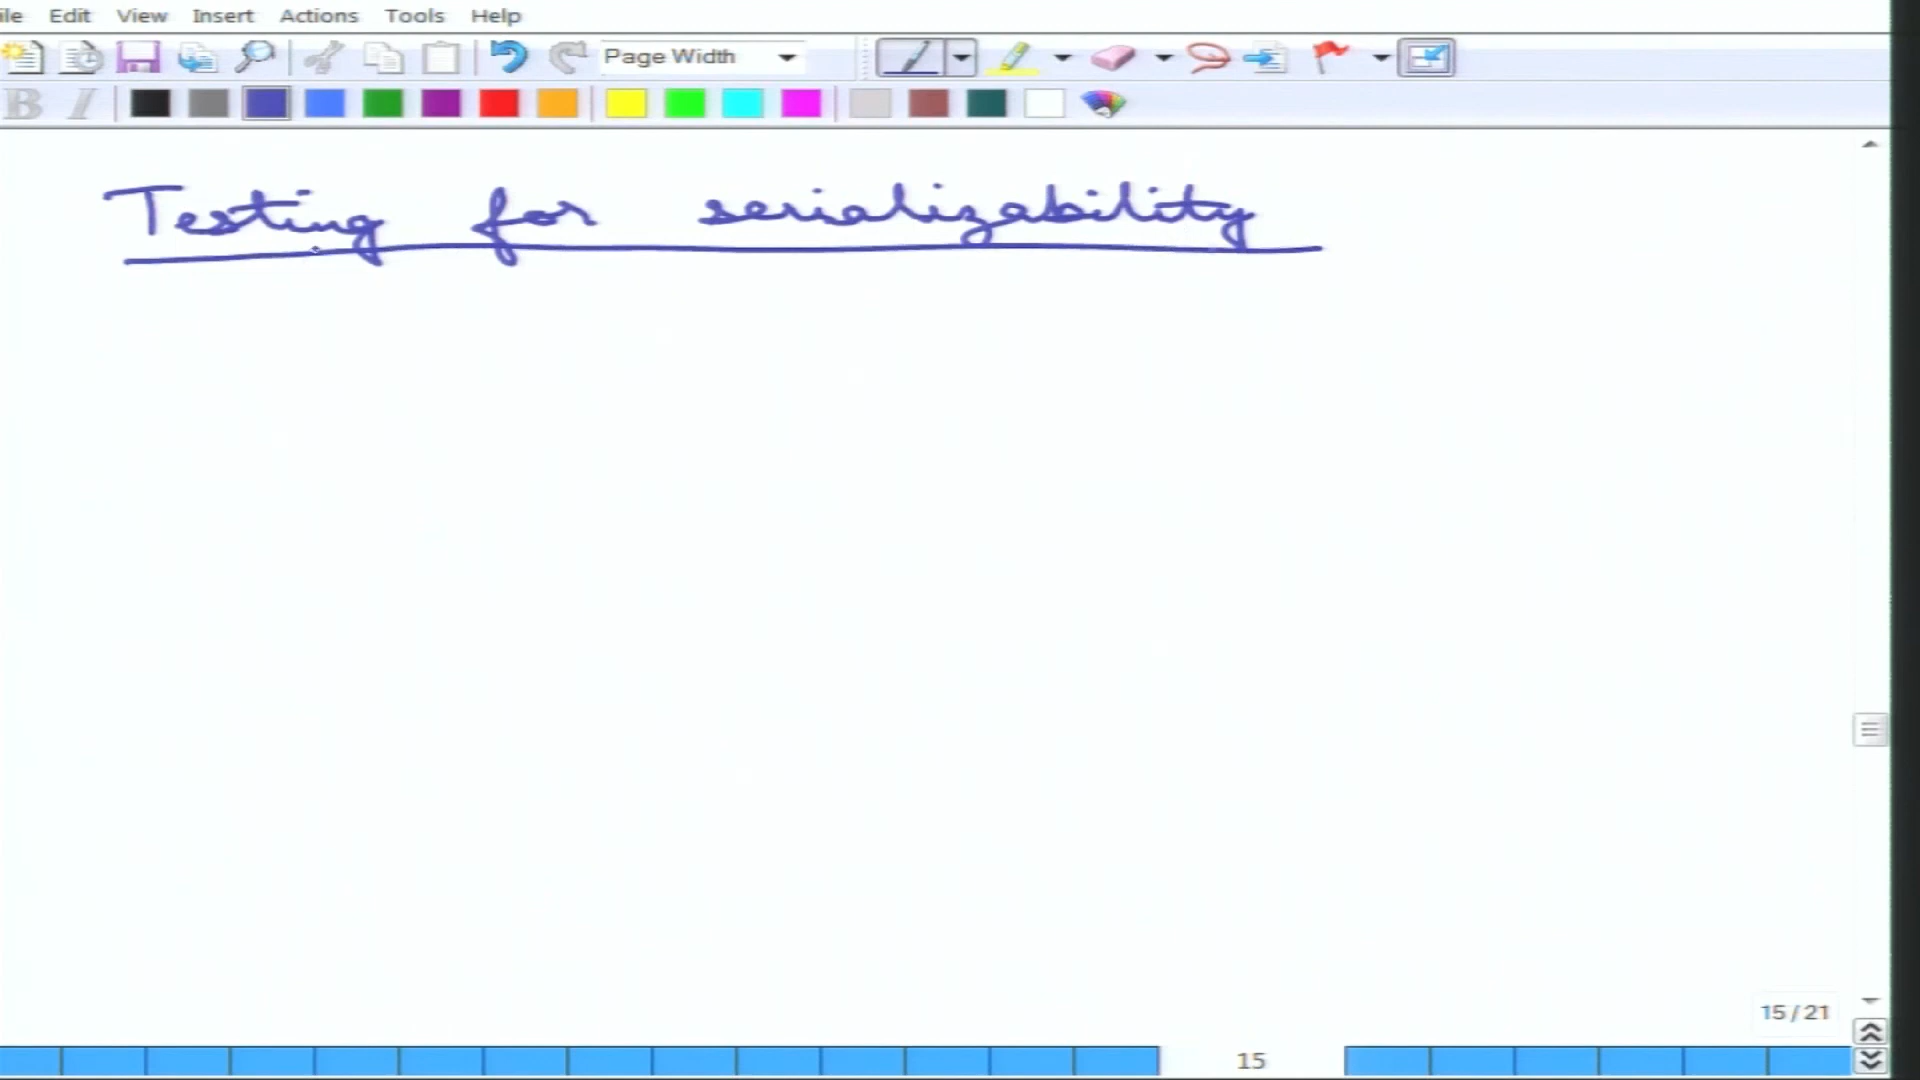 ile Edit View Insert Actions Tools Help
Page Width
B I
Testing for serializability
15 / 21
15